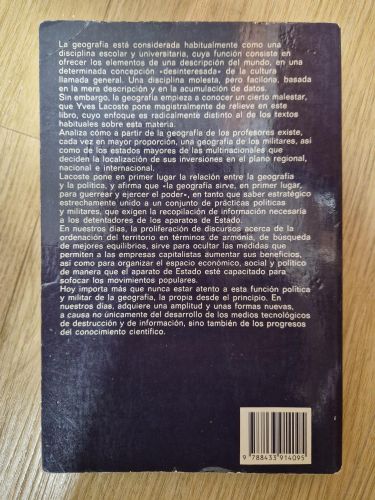 La geografía está considerada habitualmente como una
disciplina escolar y universitaria, cuya función consiste en
ofrecer los elementos de una descripción del mundo, en una
determinada concepción «desinteresada» de la cultura
llamada general. Una disciplina molesta, pero facilona, basada
en la mera descripción y en la acumulación de datos.
Sin embargo, la geografía empieza a conocer un cierto malestar,
que Yves Lacoste pone magistralmente de relieve en este
libro, cuyo enfoque es radicalmente distinto al de los textos
habituales sobre esta materia.
Analiza cómo a partir de la geografía de los profesores existe,
cada vez en mayor proporción, una geografía de los militares, así
como de los estados mayores de las multinacionales que
deciden la localización de sus inversiones en el plano regional,
nacional e internacional.
Lacoste pone en primer lugar la relación entre la geografía
y la política, y afirma que «la geografía sirve, en primer lugar,
para guerrear y ejercer el poder», en tanto que saber estratégico
estrechamente unido a un conjunto de prácticas políticas
y militares, que exigen la recopilación de información necesaria
a los detentadores de los aparatos de Estado.
En nuestros días, la proliferación de discursos acerca de la
ordenación del territorio en términos de armonía, de búsqueda
de mejores equilibrios, sirve para ocultar las medidas que
permiten a las empresas capitalistas aumentar sus beneficios,
así como para organizar el espacio económico, social y político
de manera que el aparato de Estado esté capacitado para
sofocar los movimientos populares.
Hoy importa más que nunca estar atento a esta función política
y militar de la geografía, la propia desde el principio. En
nuestros días, adquiere una amplitud y unas formas nuevas,
a causa no únicamente del desarrollo de los medios tecnológicos
de destrucción y de información, sino también de los progresos
del conocimiento científico.
9 788433 914095